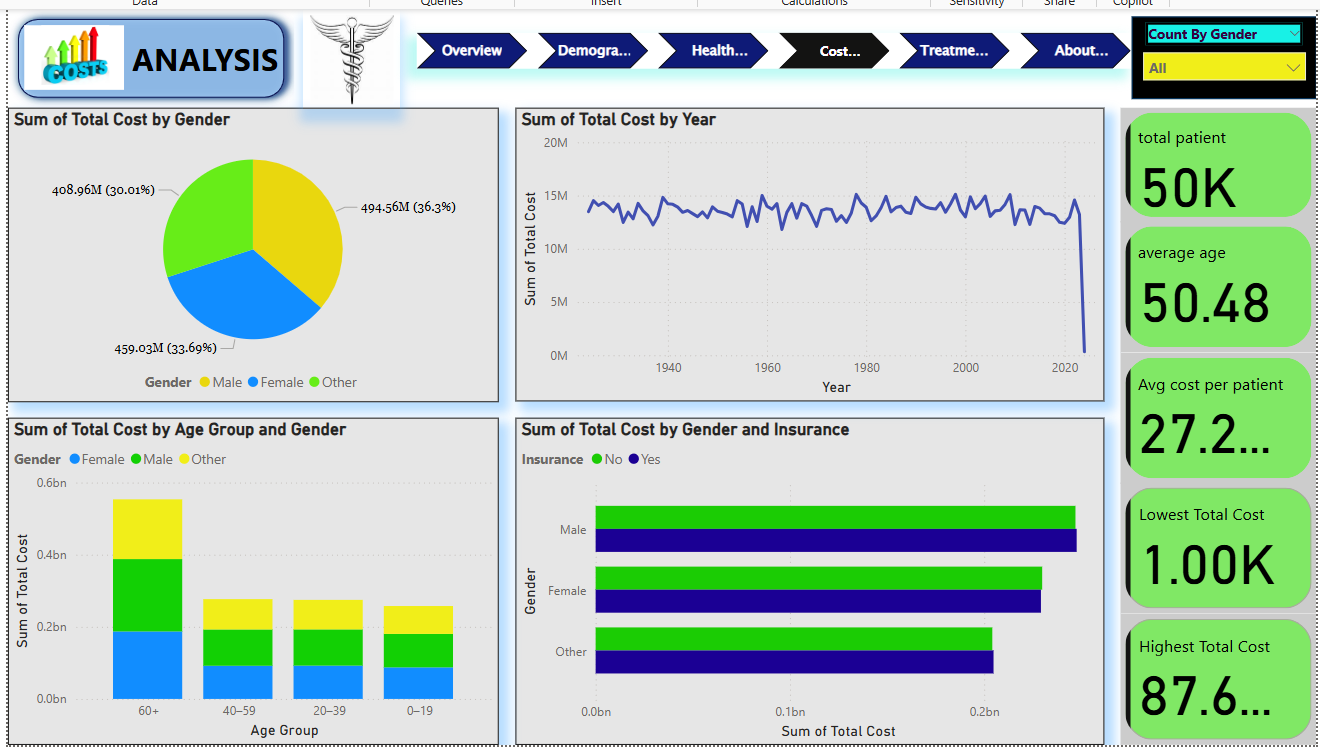 Data Queries Insert Calculations Sensitivity Share Copilot
COSTS ANALYSIS
Overview Demogra... Health... Cost... Treatme... About...
Count By Gender
All
Sum of Total Cost by Gender
408.96M (30.01%)
494.56M (36.3%)
459.03M (33.69%)
Gender Male Female Other
Sum of Total Cost by Year
Sum of Total Cost
20M
15M
10M
5M
0M
1940 1960 1980 2000 2020
Year
total patient
50K
average age
50.48
Avg cost per patient
27.2...
Lowest Total Cost
1.00K
Highest Total Cost
87.6...
Sum of Total Cost by Age Group and Gender
Gender Female Male Other
Sum of Total Cost
0.6bn
0.4bn
0.2bn
0.0bn
60+ 40–59 20–39 0–19
Age Group
Sum of Total Cost by Gender and Insurance
Insurance No Yes
Gender
Male
Female
Other
0.0bn 0.1bn 0.2bn
Sum of Total Cost